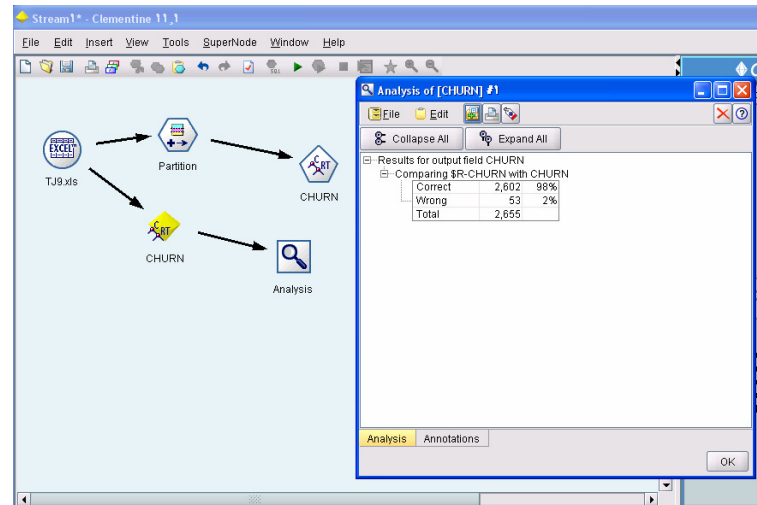 Stream1* - Clementine 11,1
File Edit Insert View Tools SuperNode Window Help
EXCEL
TJ9.xls
Partition
C RT
CHURN
C RT
CHURN
Analysis
Analysis of [CHURN] #1
File Edit
Collapse All Expand All
Results for output field CHURN
Comparing $R-CHURN with CHURN
Correct 2,602 98%
Wrong 53 2%
Total 2,655
Analysis Annotations
OK